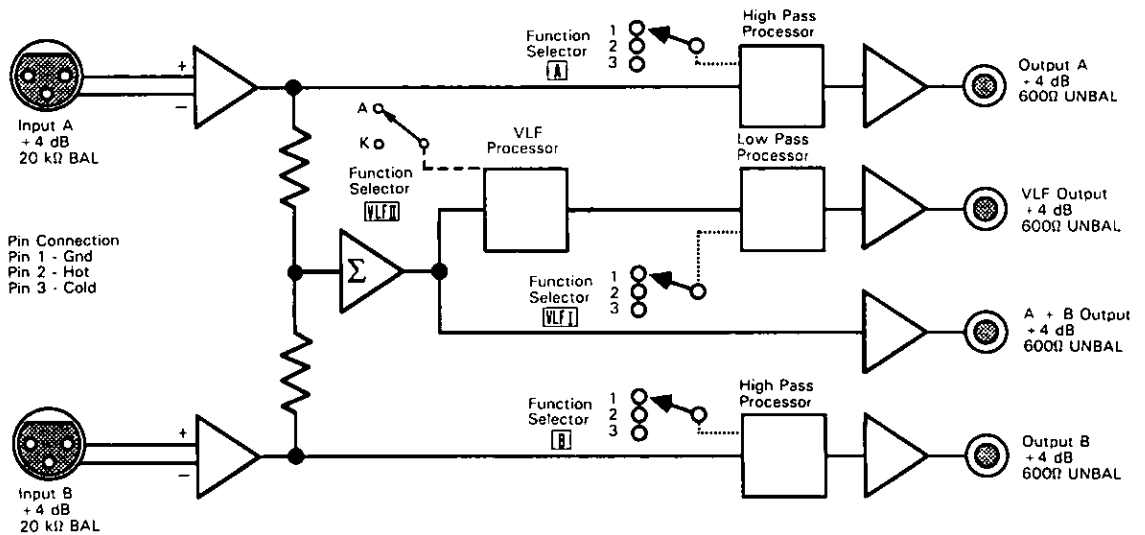 High Pass
Processor
Function
Selector
A
1
2
3
+
−
Input A
+4 dB
20 kΩ BAL
Output A
+4 dB
600Ω UNBAL
A
K
Function
Selector
VLF II
VLF
Processor
Low Pass
Processor
VLF Output
+4 dB
600Ω UNBAL
Pin Connection
Pin 1 - Gnd
Pin 2 - Hot
Pin 3 - Cold
Σ
Function
Selector
VLF I
1
2
3
A + B Output
+4 dB
600Ω UNBAL
High Pass
Processor
Function
Selector
B
1
2
3
+
−
Input B
+4 dB
20 kΩ BAL
Output B
+4 dB
600Ω UNBAL